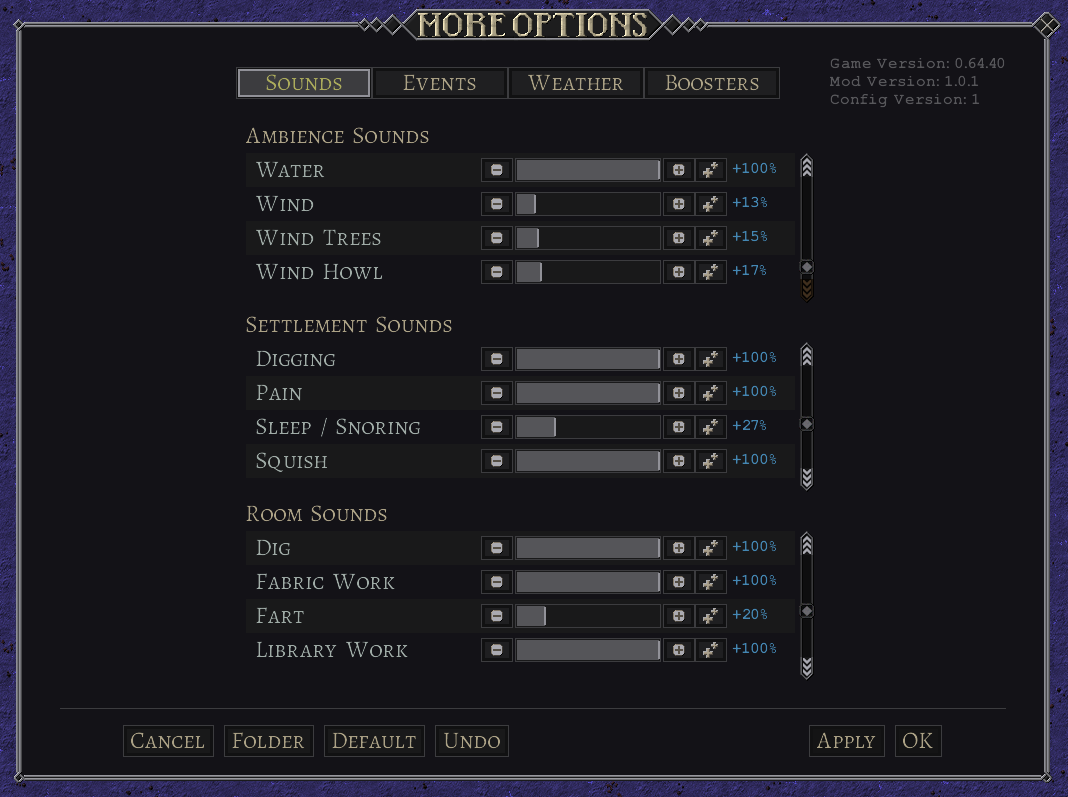 MORE OPTIONS
Game Version: 0.64.40
Mod Version: 1.0.1
Config Version: 1
Sounds Events Weather Boosters
Ambience Sounds
Water +100%
Wind +13%
Wind Trees +15%
Wind Howl +17%
Settlement Sounds
Digging +100%
Pain +100%
Sleep / Snoring +27%
Squish +100%
Room Sounds
Dig +100%
Fabric Work +100%
Fart +20%
Library Work +100%
Cancel Folder Default Undo Apply OK